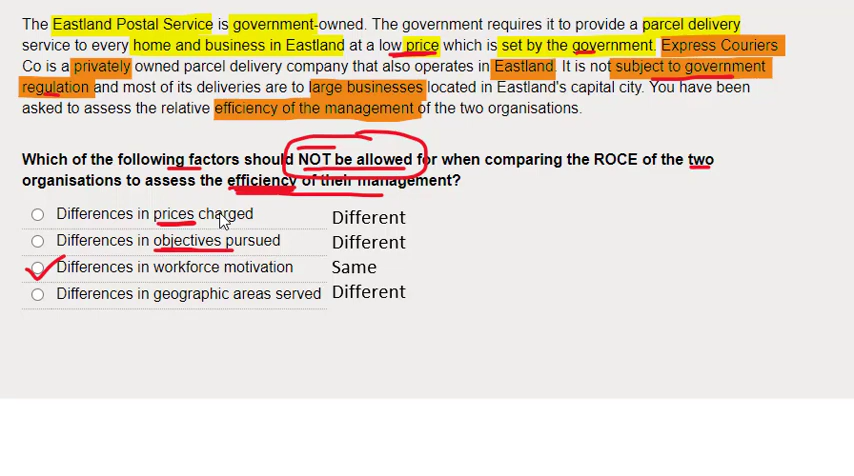 The Eastland Postal Service is government-owned. The government requires it to provide a parcel delivery
service to every home and business in Eastland at a low price which is set by the government. Express Couriers
Co is a privately owned parcel delivery company that also operates in Eastland. It is not subject to government
regulation and most of its deliveries are to large businesses located in Eastland's capital city. You have been
asked to assess the relative efficiency of the management of the two organisations.
Which of the following factors should NOT be allowed for when comparing the ROCE of the two
organisations to assess the efficiency of their management?
Differences in prices charged Different
Differences in objectives pursued Different
Differences in workforce motivation Same
Differences in geographic areas served Different